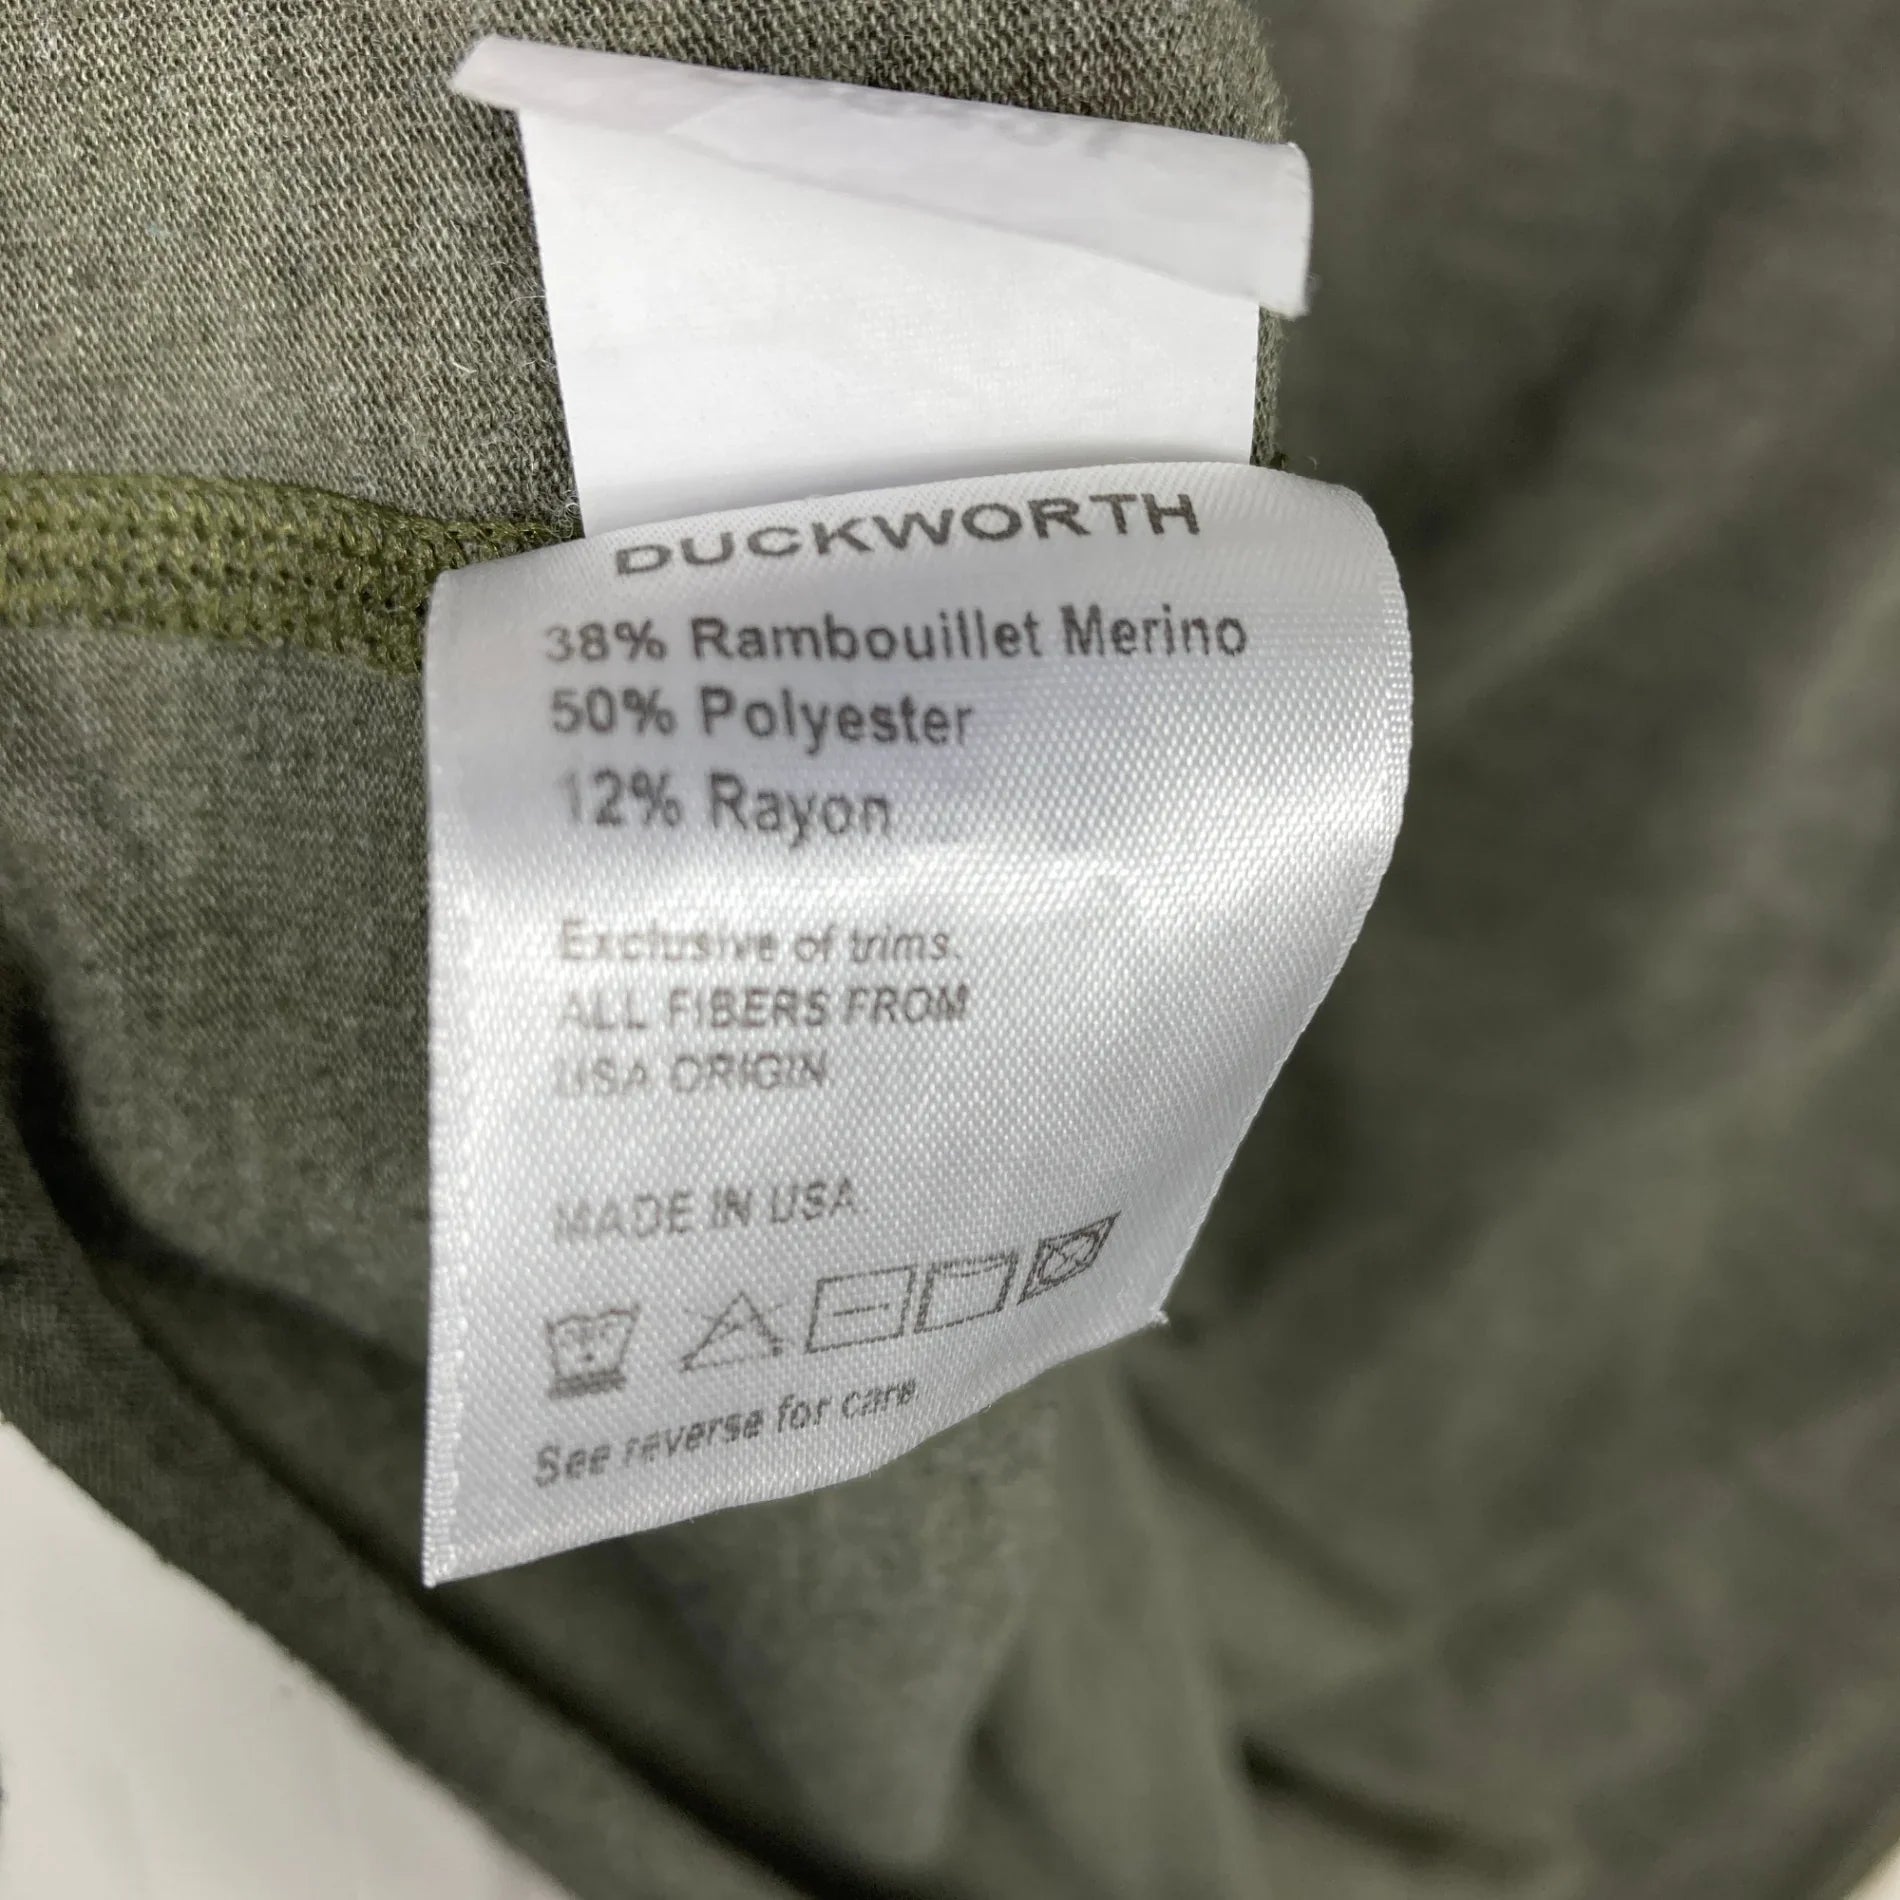 DUCKWORTH
38% Rambouillet Merino
50% Polyester
12% Rayon
Exclusive of trims.
ALL FIBERS FROM
USA ORIGIN
MADE IN USA
See reverse for care